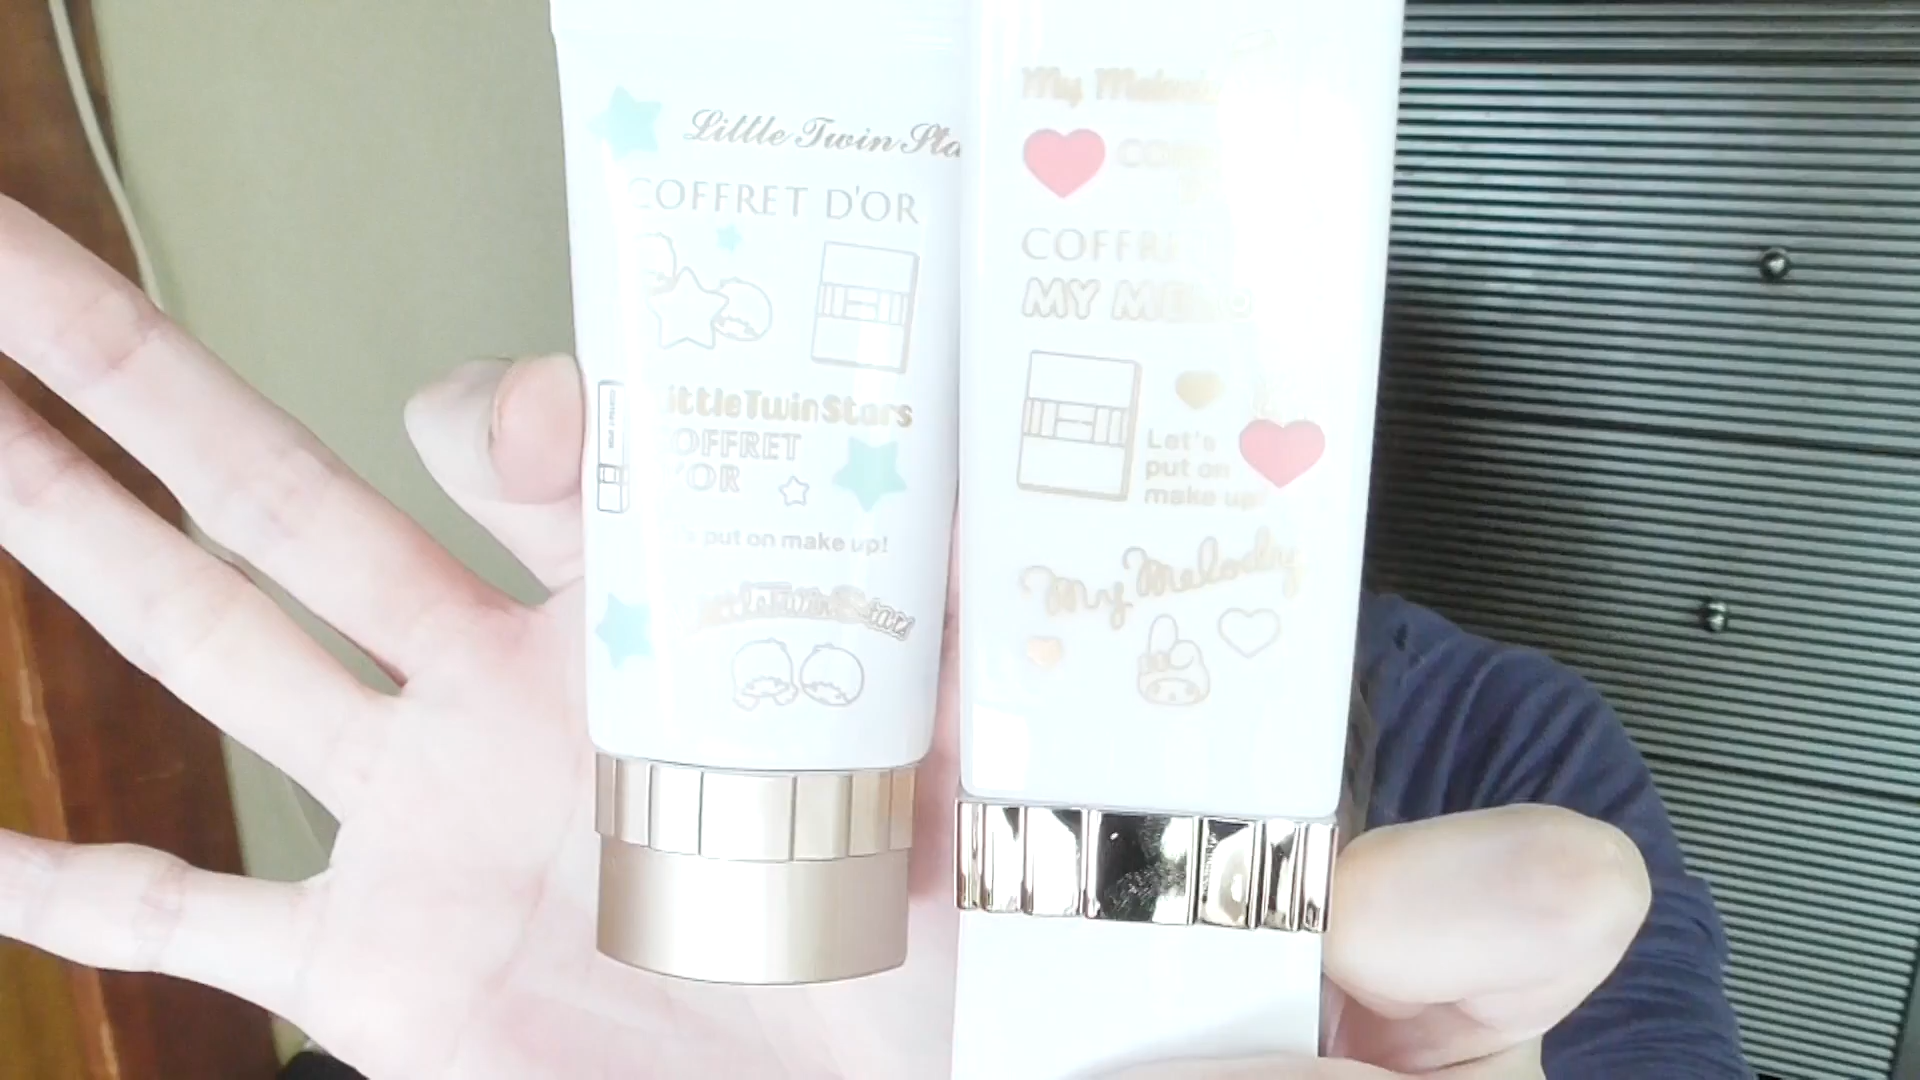 Little Twin Sta
COFFRET D'OR
ittleTwinStars
OFFRET
'OR
put on make up!
My Melod
COFFRE
MY MEL
Let's
put on
make up!
My Melody